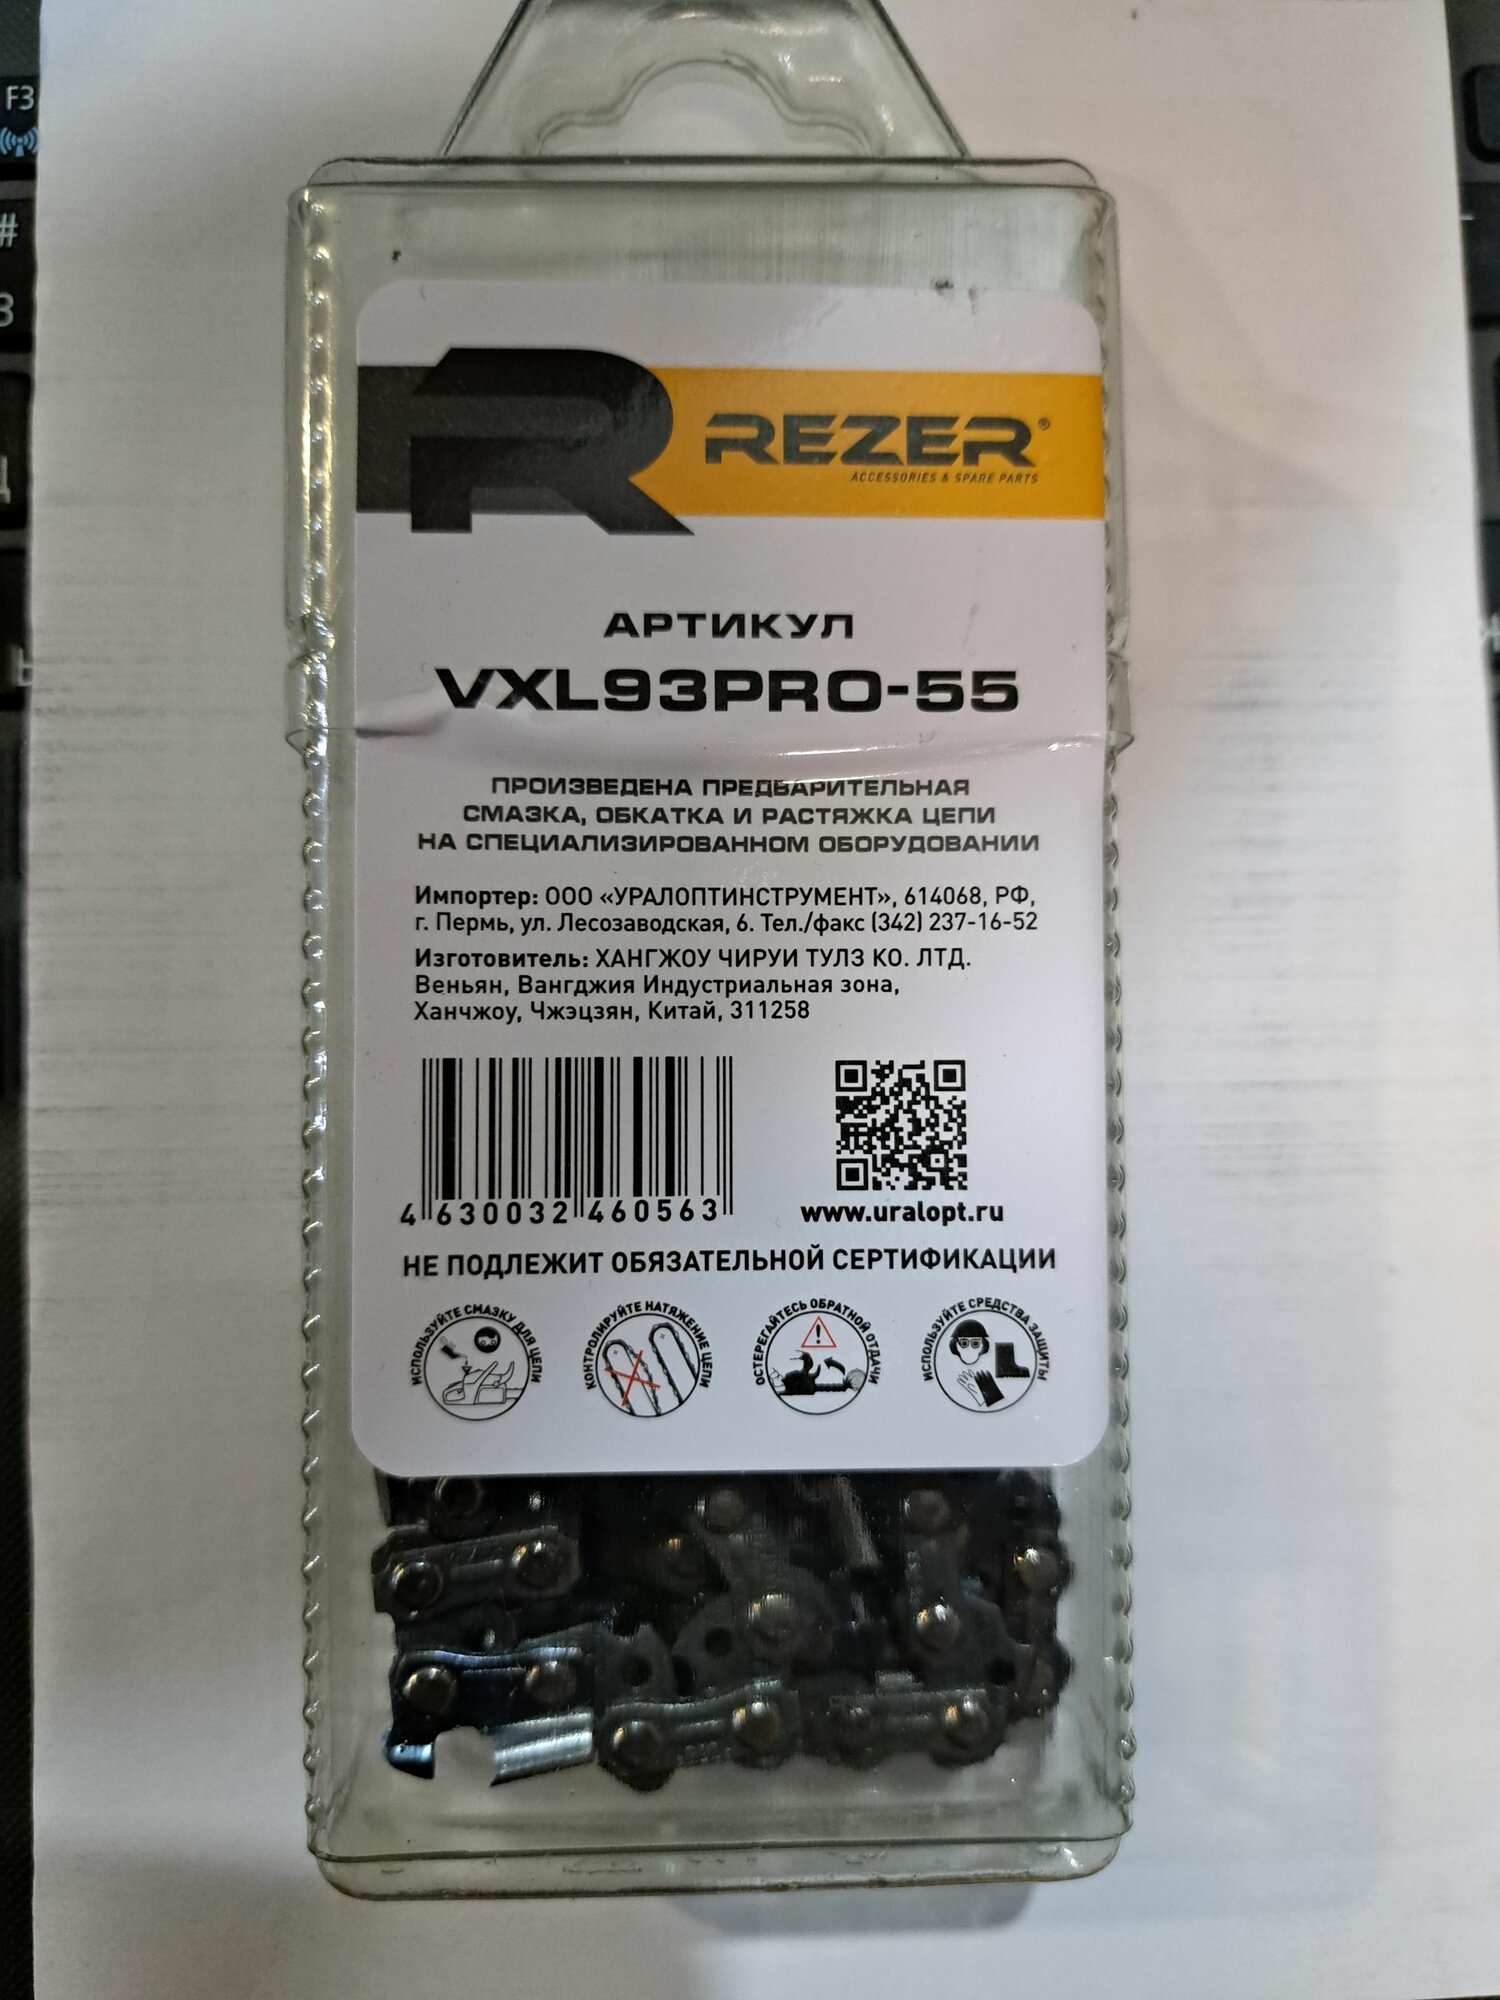 F3
#
3
REZER®
ACCESSORIES & SPARE PARTS
АРТИКУЛ
VXL93PRO-55
ПРОИЗВЕДЕНА ПРЕДВАРИТЕЛЬНАЯ
СМАЗКА, ОБКАТКА И РАСТЯЖКА ЦЕПИ
НА СПЕЦИАЛИЗИРОВАННОМ ОБОРУДОВАНИИ
Импортер: ООО «УРАЛОПТИНСТРУМЕНТ», 614068, РФ,
г. Пермь, ул. Лесозаводская, 6. Тел./факс (342) 237-16-52
Изготовитель: ХАНГЖОУ ЧИРУИ ТУЛЗ КО. ЛТД.
Веньян, Вангджия Индустриальная зона,
Ханчжоу, Чжэцзян, Китай, 311258
4 630032 460563
www.uralopt.ru
НЕ ПОДЛЕЖИТ ОБЯЗАТЕЛЬНОЙ СЕРТИФИКАЦИИ
ИСПОЛЬЗУЙТЕ СМАЗКУ ДЛЯ ЦЕПИ
КОНТРОЛИРУЙТЕ НАТЯЖЕНИЕ ЦЕПИ
ОСТЕРЕГАЙТЕСЬ ОБРАТНОЙ ОТДАЧИ
ИСПОЛЬЗУЙТЕ СРЕДСТВА ЗАЩИТЫ